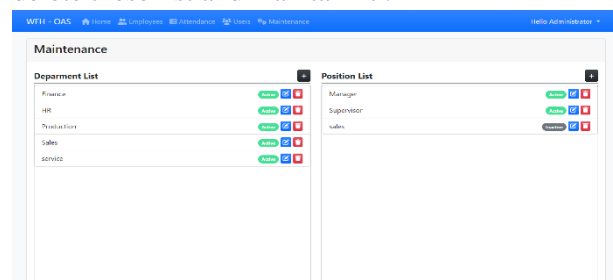 WFH - OAS Home Employees Attendance Users Maintenance Hello Administrator
Maintenance
Deparment List
Finance Active
HR Active
Production Active
Sales Active
service Active
Position List
Manager Active
Supervisor Active
sales Inactive